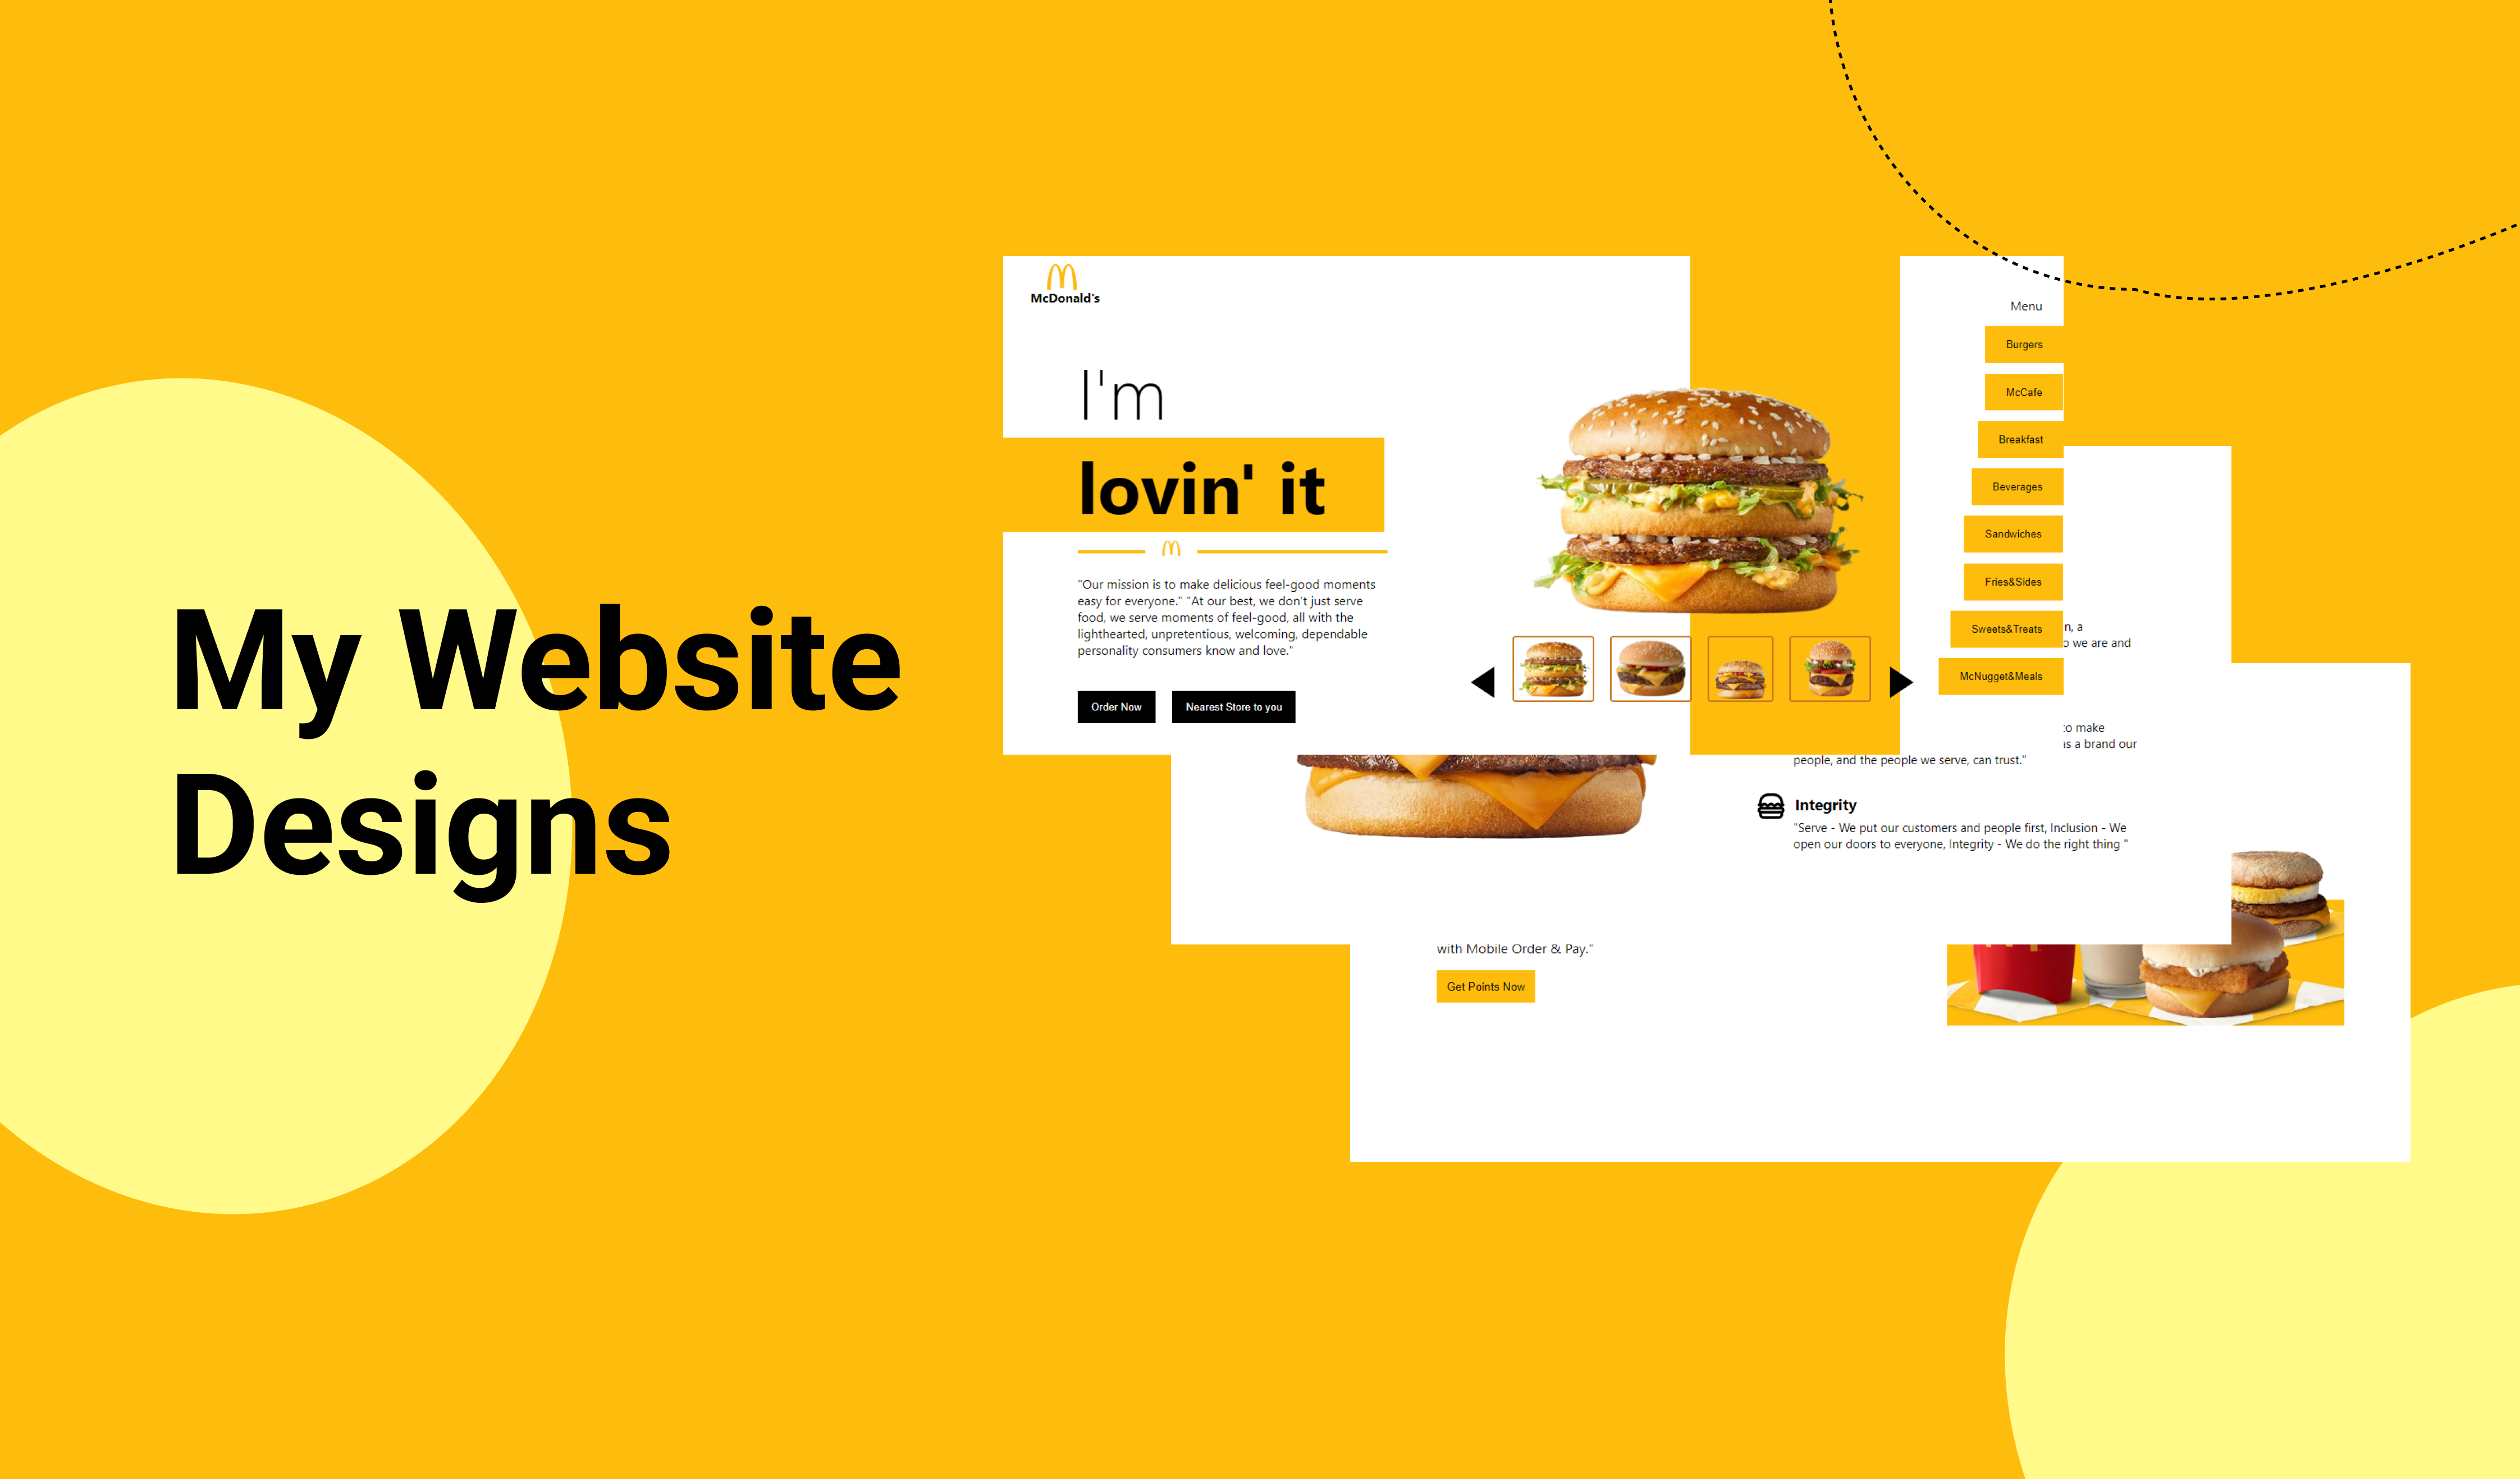 My Website
Designs
McDonald's
I'm
lovin' it
"Our mission is to make delicious feel-good moments
easy for everyone." "At our best, we don't just serve
food, we serve moments of feel-good, all with the
lighthearted, unpretentious, welcoming, dependable
personality consumers know and love."
Order Now
Nearest Store to you
Menu
Burgers
McCafe
Breakfast
Beverages
Sandwiches
Fries&Sides
Sweets&Treats
McNugget&Meals
a
we are and
to make
as a brand our
people, and the people we serve, can trust."
Integrity
"Serve - We put our customers and people first, Inclusion - We
open our doors to everyone, Integrity - We do the right thing "
with Mobile Order & Pay."
Get Points Now